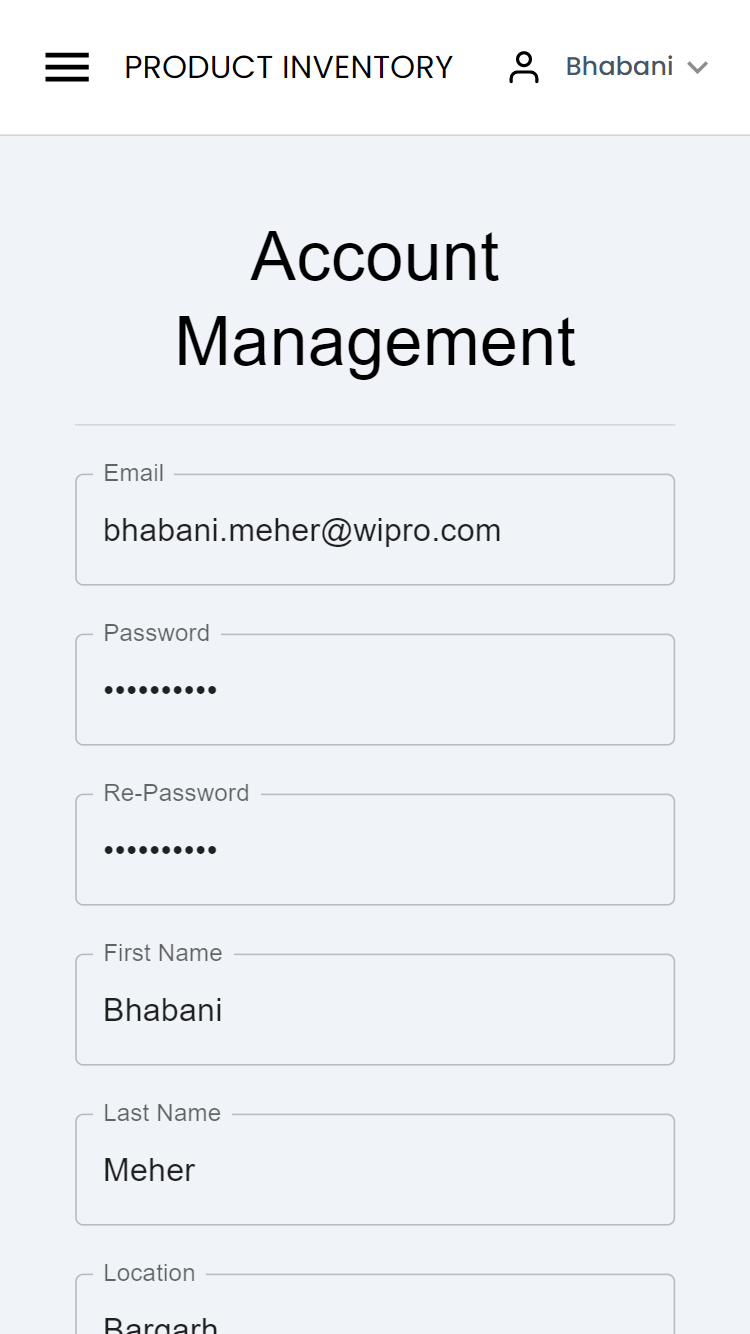 PRODUCT INVENTORY
Bhabani
Account
Management
Email
bhabani.meher@wipro.com
Password
••••••••••
Re-Password
••••••••••
First Name
Bhabani
Last Name
Meher
Location
Bargarh